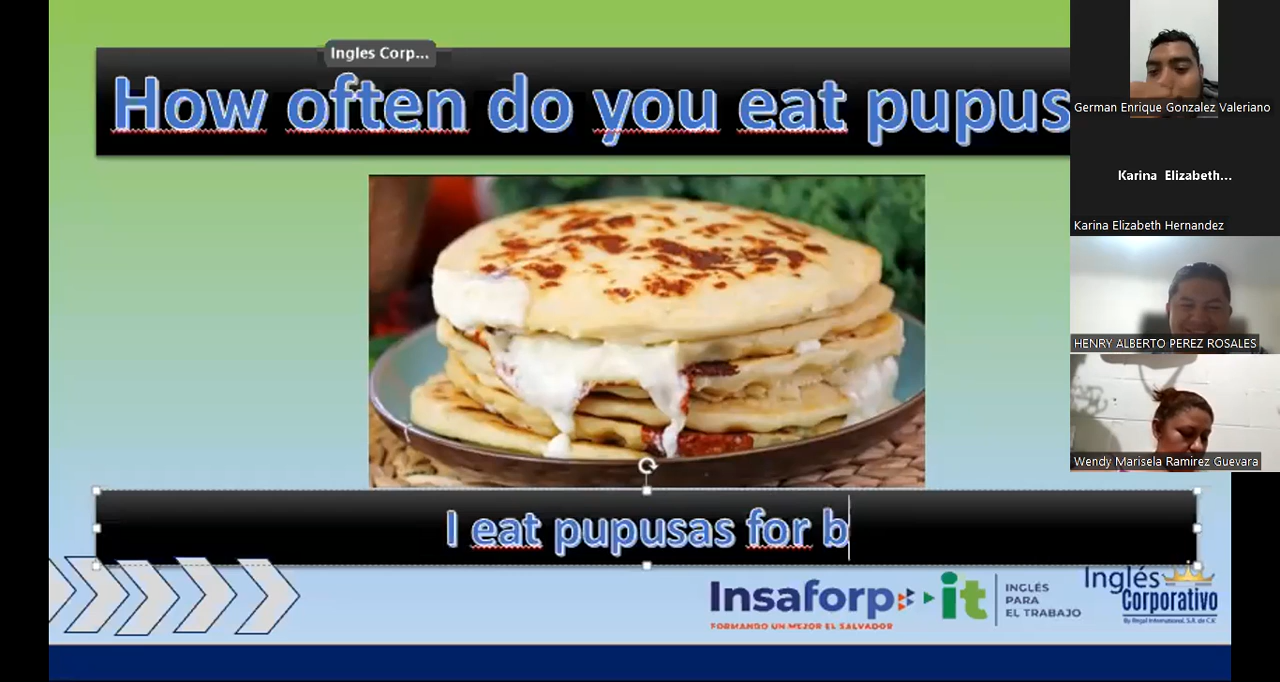 Ingles Corp...
How often do you eat pupus
German Enrique Gonzalez Valeriano
Karina Elizabeth...
Karina Elizabeth Hernandez
HENRY ALBERTO PEREZ ROSALES
Wendy Marisela Ramirez Guevara
I eat pupusas for b
Insaforp
FORMANDO UN MEJOR EL SALVADOR
it
INGLÉS
PARA
EL TRABAJO
Inglés
Corporativo
By Regal International, S.A. de C.V.